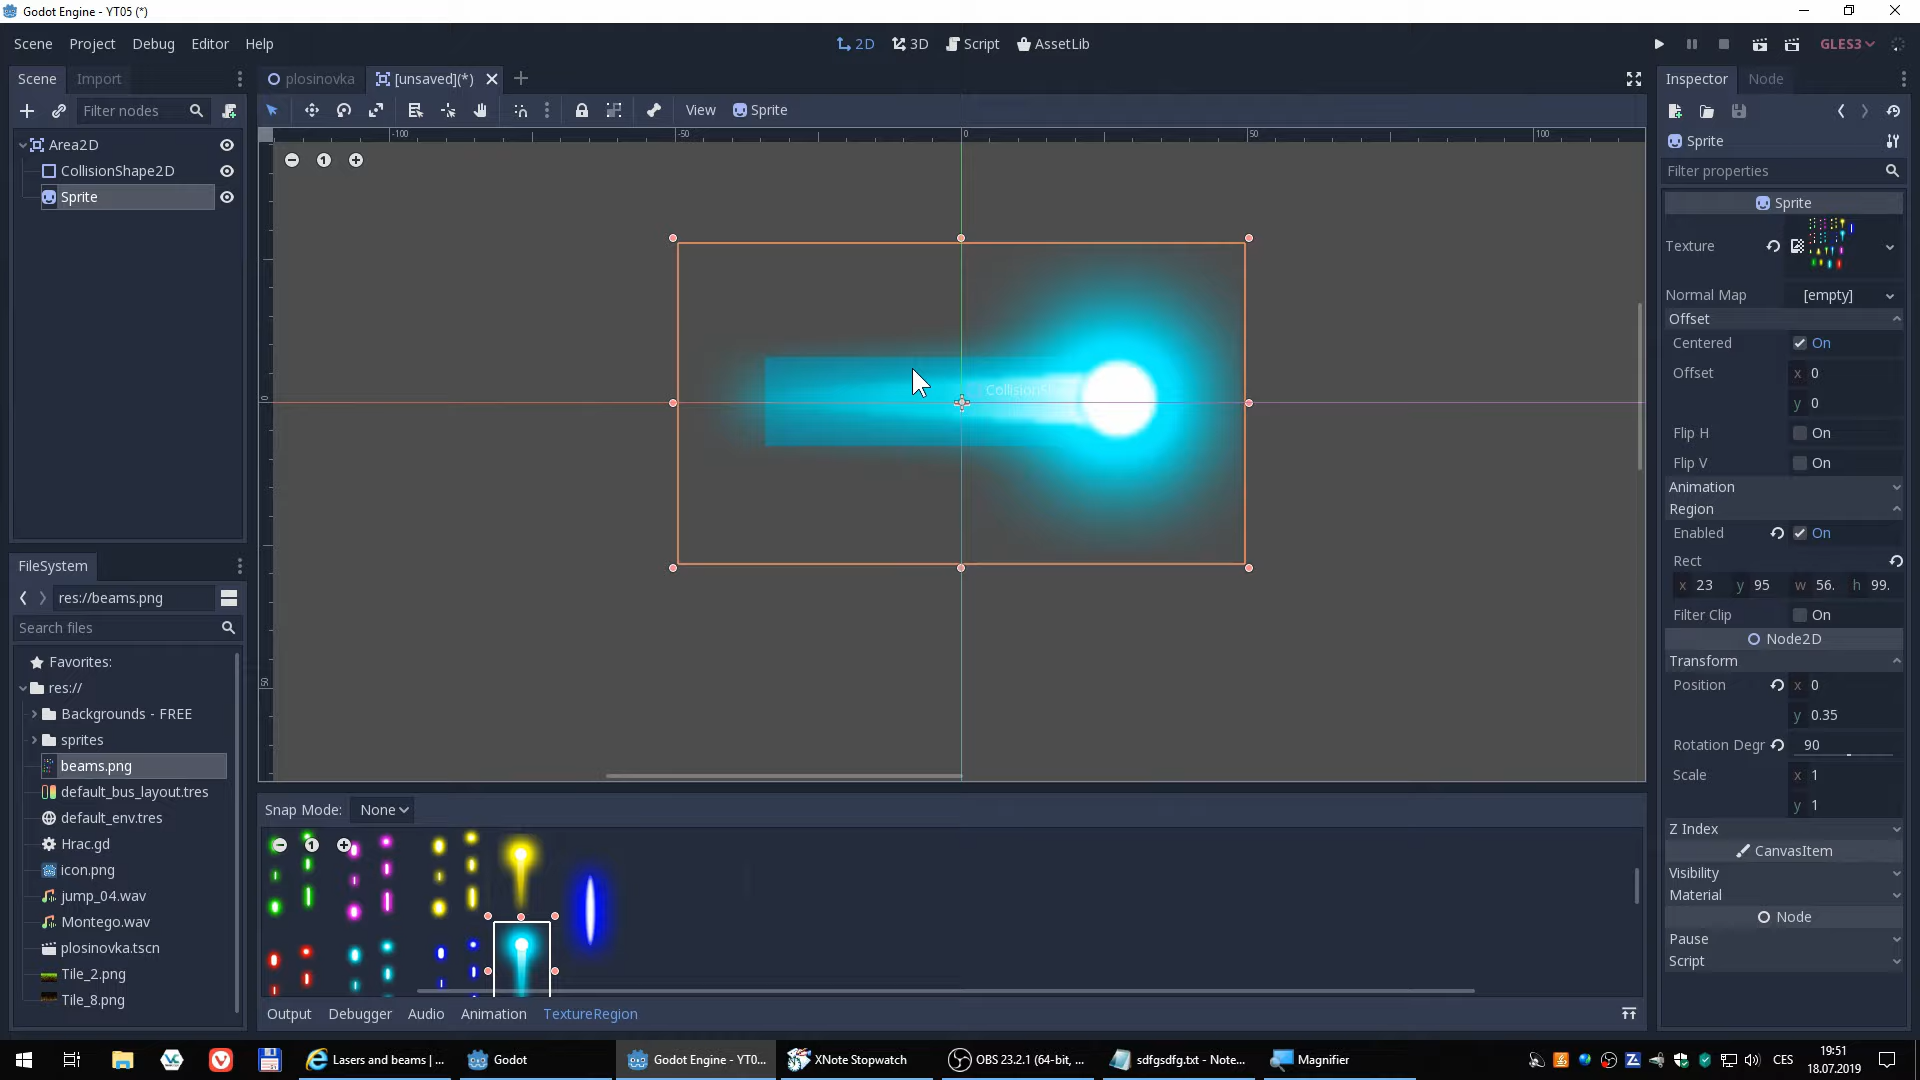 Godot Engine - YT05 (*)
Scene Project Debug Editor Help
2D 3D Script AssetLib
GLES3
Scene Import
plosinovka [unsaved](*)
Inspector Node
Filter nodes
View Sprite
Sprite
Filter properties
Area2D
CollisionShape2D
Sprite
-100 -50 0 50 100
0
50
1
Sprite
Texture
Normal Map [empty]
Offset
Centered On
Offset x 0
y 0
Flip H On
Flip V On
Animation
Region
Enabled On
Rect
x 23 y 95 w 56. h 99.
Filter Clip On
Node2D
Transform
Position x 0
y 0.35
Rotation Degr 90
Scale x 1
y 1
Z Index
CanvasItem
Visibility
Material
Node
Pause
Script
FileSystem
res://beams.png
Search files
Favorites:
res://
Backgrounds - FREE
sprites
beams.png
default_bus_layout.tres
default_env.tres
Hrac.gd
icon.png
jump_04.wav
Montego.wav
plosinovka.tscn
Tile_2.png
Tile_8.png
Snap Mode: None
1
Output Debugger Audio Animation TextureRegion
Lasers and beams | ...
Godot
Godot Engine - YT0...
XNote Stopwatch
OBS 23.2.1 (64-bit, ...
sdfgsdfg.txt - Note...
Magnifier
CES
19:51
18.07.2019